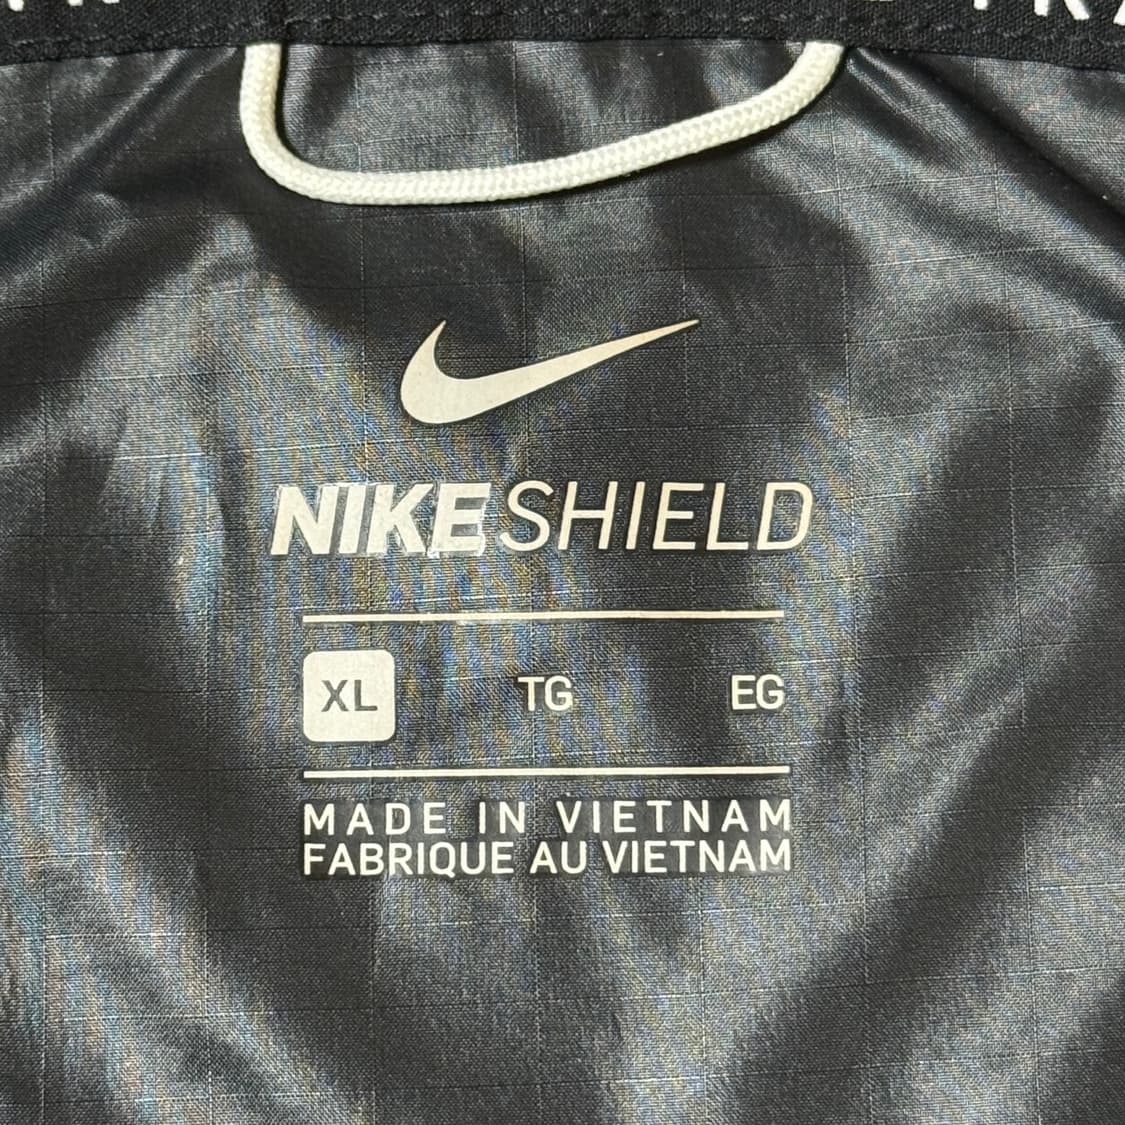 NIKESHIELD
XL TG EG
MADE IN VIETNAM
FABRIQUE AU VIETNAM